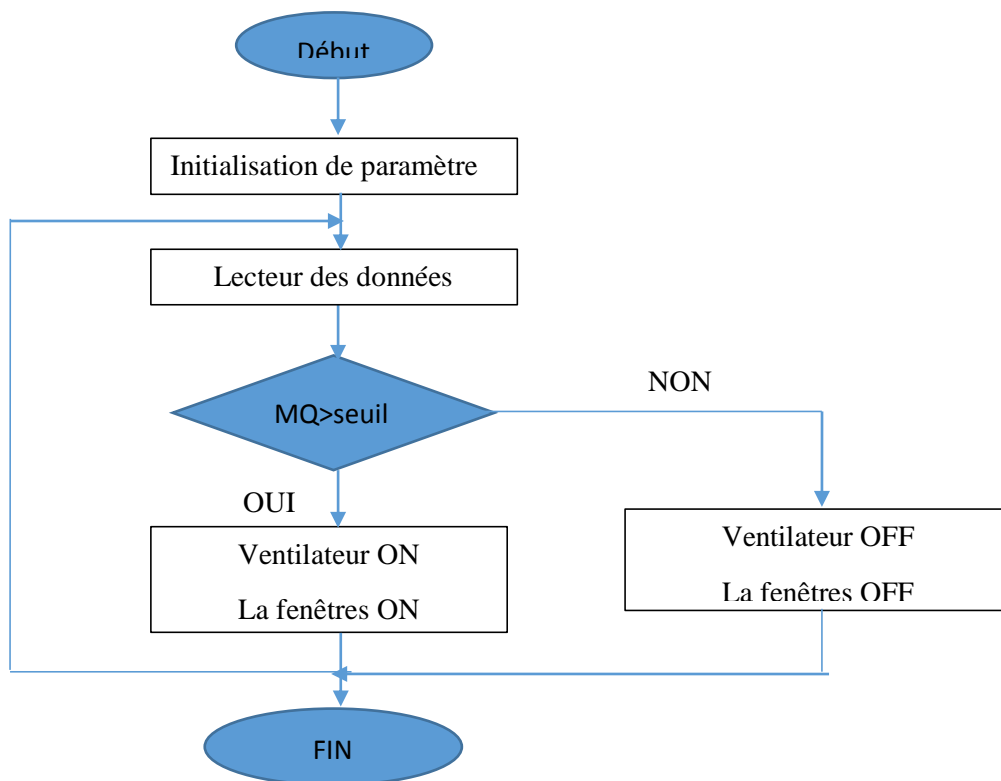 Début
Initialisation de paramètre
Lecteur des données
MQ>seuil
NON
OUI
Ventilateur ON
La fenêtres ON
Ventilateur OFF
La fenêtres OFF
FIN